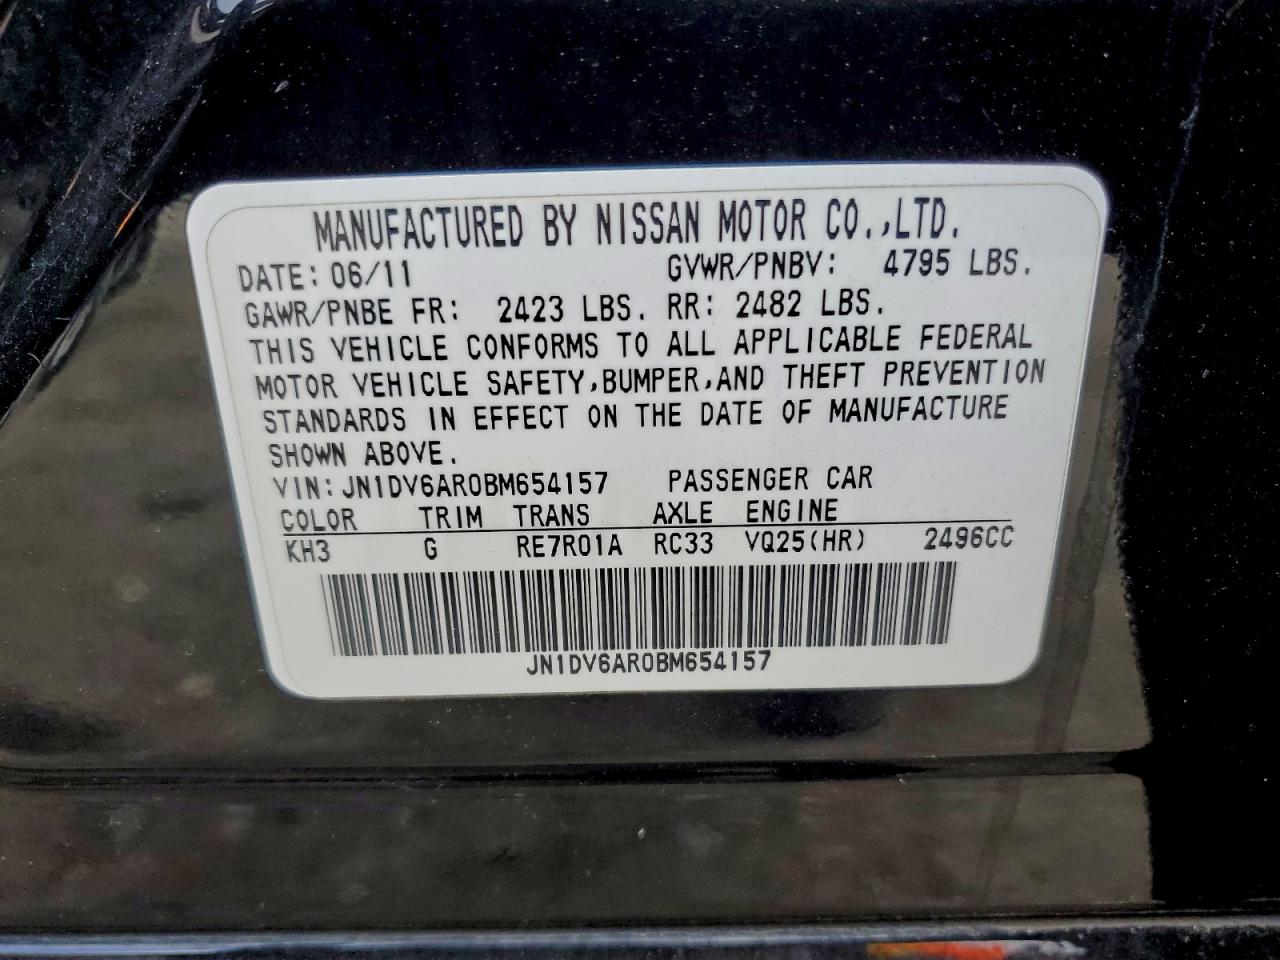 MANUFACTURED BY NISSAN MOTOR CO.,LTD.
DATE: 06/11 GVWR/PNBV: 4795 LBS.
GAWR/PNBE FR: 2423 LBS. RR: 2482 LBS.
THIS VEHICLE CONFORMS TO ALL APPLICABLE FEDERAL
MOTOR VEHICLE SAFETY,BUMPER,AND THEFT PREVENTION
STANDARDS IN EFFECT ON THE DATE OF MANUFACTURE
SHOWN ABOVE.
VIN: JN1DV6AR0BM654157 PASSENGER CAR
COLOR TRIM TRANS AXLE ENGINE
KH3 G RE7R01A RC33 VQ25(HR) 2496CC
JN1DV6AR0BM654157